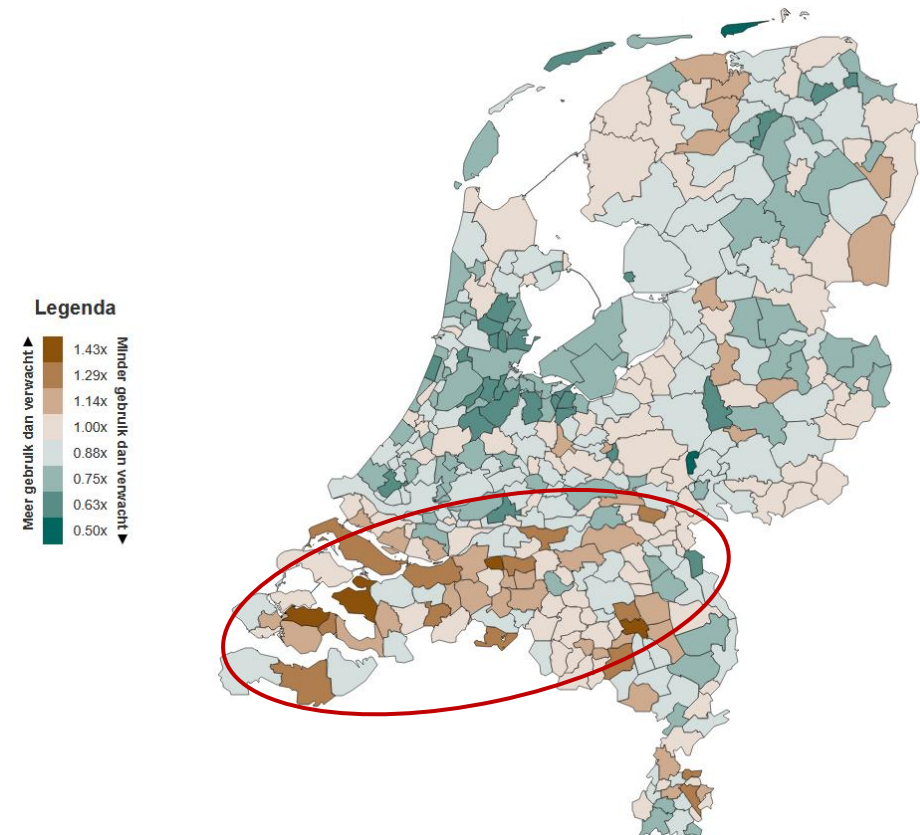 Legenda
Meer gebruik dan verwacht ▲
1.43x
1.29x
1.14x
1.00x
0.88x
0.75x
0.63x
0.50x
Minder gebruik dan verwacht ▼